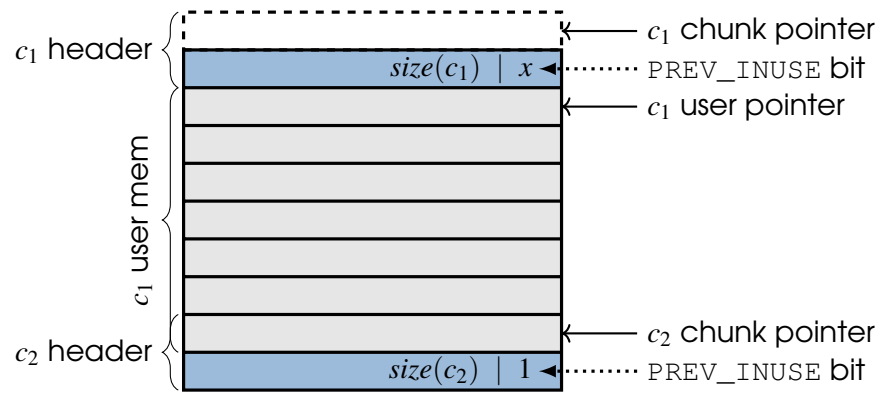 c₁ chunk pointer
c₁ header
size(c₁) | x
PREV_INUSE bit
c₁ user pointer
c₁ user mem
c₂ chunk pointer
c₂ header
size(c₂) | 1
PREV_INUSE bit